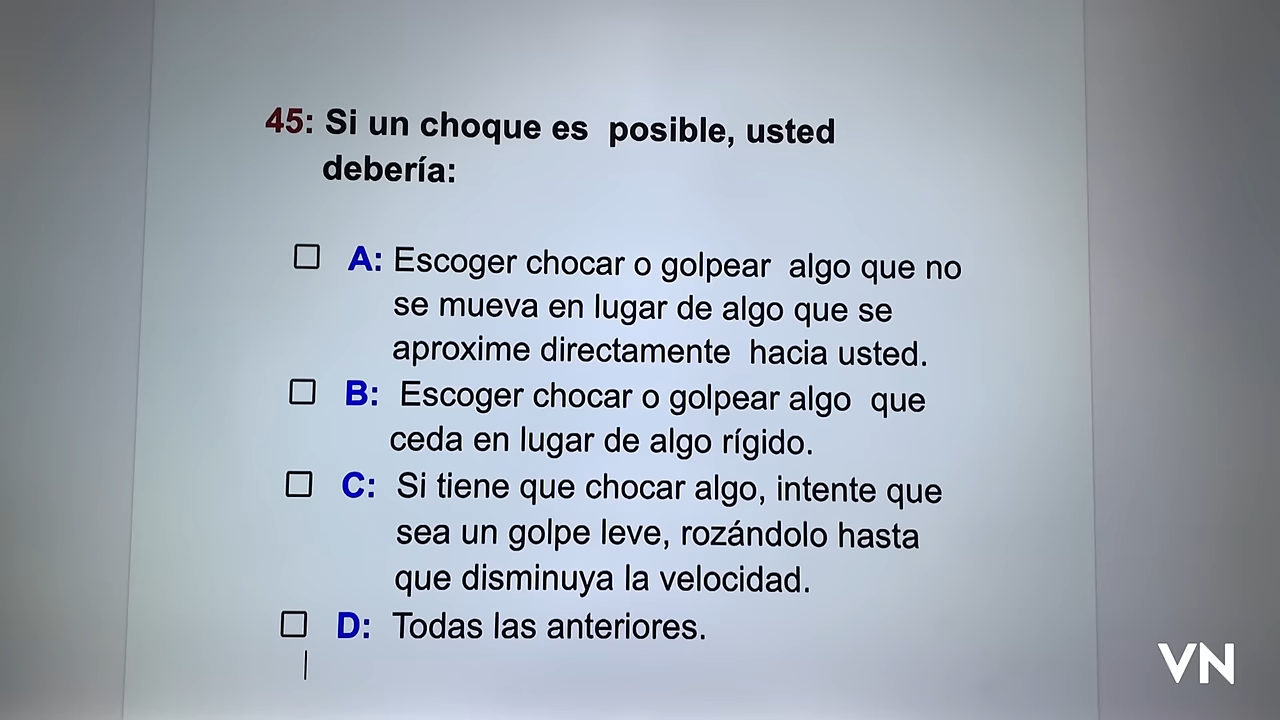 45: Si un choque es posible, usted
debería:
A: Escoger chocar o golpear algo que no
se mueva en lugar de algo que se
aproxime directamente hacia usted.
B: Escoger chocar o golpear algo que
ceda en lugar de algo rígido.
C: Si tiene que chocar algo, intente que
sea un golpe leve, rozándolo hasta
que disminuya la velocidad.
D: Todas las anteriores.
VN